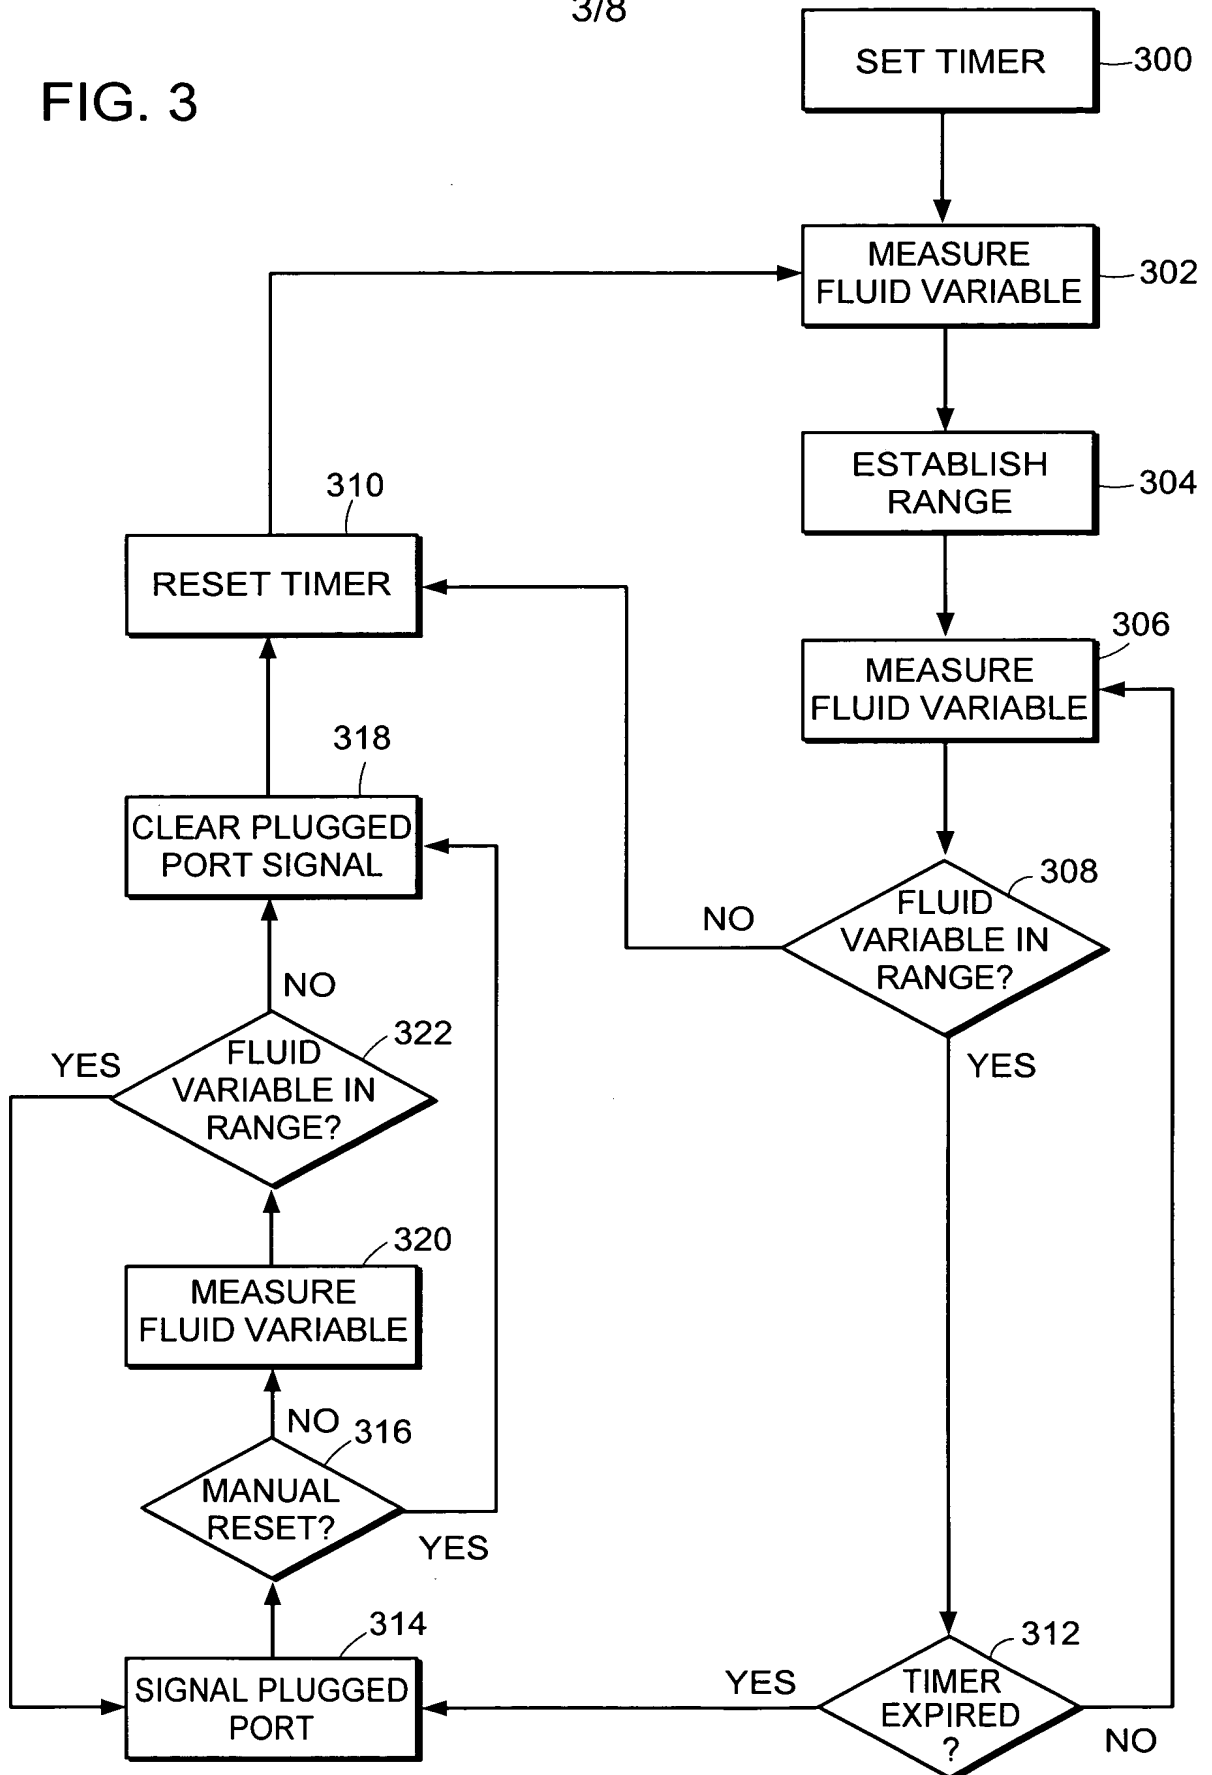 3/8
FIG. 3
SET TIMER
300
MEASURE
FLUID VARIABLE
302
ESTABLISH
RANGE
304
310
RESET TIMER
306
MEASURE
FLUID VARIABLE
318
CLEAR PLUGGED
PORT SIGNAL
308
FLUID
VARIABLE IN
RANGE?
NO
YES
NO
322
FLUID
VARIABLE IN
RANGE?
YES
320
MEASURE
FLUID VARIABLE
NO
316
MANUAL
RESET?
YES
314
SIGNAL PLUGGED
PORT
312
TIMER
EXPIRED
?
YES
NO